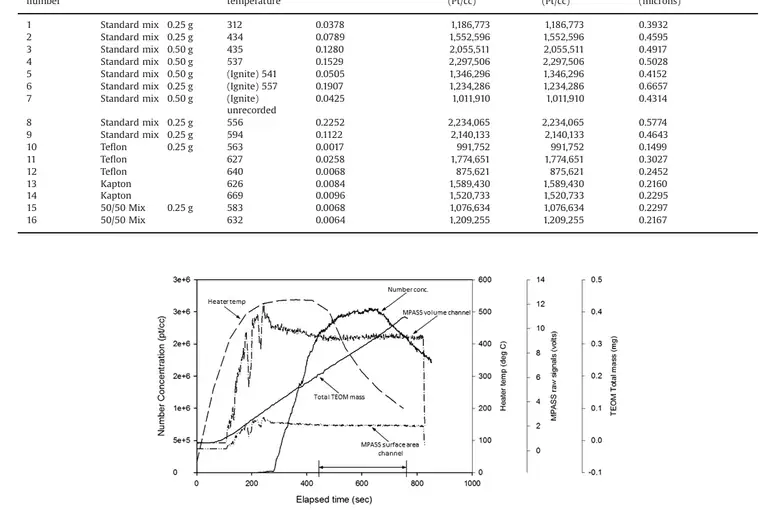 number temperature (Pt/cc) (Pt/cc) (microns)
1 Standard mix 0.25 g 312 0.0378 1,186,773 1,186,773 0.3932
2 Standard mix 0.25 g 434 0.0789 1,552,596 1,552,596 0.4595
3 Standard mix 0.50 g 435 0.1280 2,055,511 2,055,511 0.4917
4 Standard mix 0.50 g 537 0.1529 2,297,506 2,297,506 0.5028
5 Standard mix 0.50 g (Ignite) 541 0.0505 1,346,296 1,346,296 0.4152
6 Standard mix 0.25 g (Ignite) 557 0.1907 1,234,286 1,234,286 0.6657
7 Standard mix 0.50 g (Ignite) 0.0425 1,011,910 1,011,910 0.4314
unrecorded
8 Standard mix 0.25 g 556 0.2252 2,234,065 2,234,065 0.5774
9 Standard mix 0.25 g 594 0.1122 2,140,133 2,140,133 0.4643
10 Teflon 0.25 g 563 0.0017 991,752 991,752 0.1499
11 Teflon 627 0.0258 1,774,651 1,774,651 0.3027
12 Teflon 640 0.0068 875,621 875,621 0.2452
13 Kapton 626 0.0084 1,589,430 1,589,430 0.2160
14 Kapton 669 0.0096 1,520,733 1,520,733 0.2295
15 50/50 Mix 0.25 g 583 0.0068 1,076,634 1,076,634 0.2297
16 50/50 Mix 632 0.0064 1,209,255 1,209,255 0.2167
3e+6 600 14 0.5
Number conc.
Heater temp
12
MPASS volume channel
3e+6 500 0.4
10
2e+6 400 0.3
8
2e+6 300 6 0.2
Total TEOM mass
4
1e+6 200 0.1
2
5e+5 100 0.0
MPASS surface area
channel
0
0 0 -0.1
Number Concentration (pt/cc)
Heater temp (deg C)
MPASS raw signals (volts)
TEOM Total mass (mg)
0 200 400 600 800 1000
Elapsed time (sec)